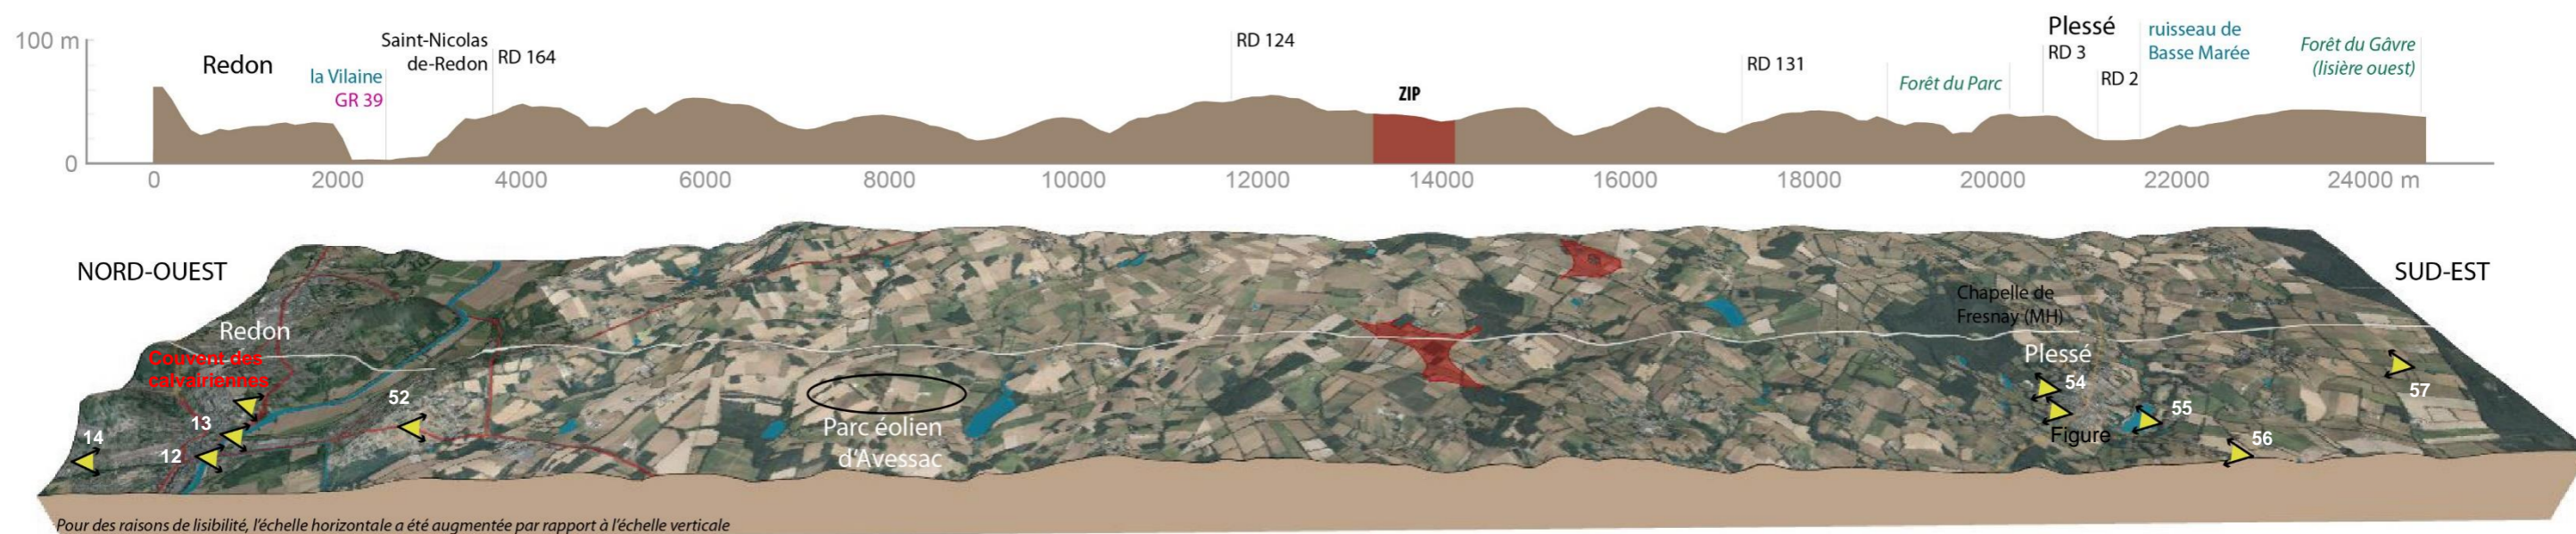 100 m
0
Redon
la Vilaine
GR 39
Saint-Nicolas
de-Redon
RD 164
RD 124
ZIP
RD 131
Forêt du Parc
Plessé
RD 3
RD 2
ruisseau de
Basse Marée
Forêt du Gâvre
(lisière ouest)
0 2000 4000 6000 8000 10000 12000 14000 16000 18000 20000 22000 24000 m
NORD-OUEST
SUD-EST
Redon
Couvent des
calvairiennes
13
14
12
52
Parc éolien
d'Avessac
Chapelle de
Fresnay (MH)
Plessé
54
Figure
55
56
57
Pour des raisons de lisibilité, l'échelle horizontale a été augmentée par rapport à l'échelle verticale